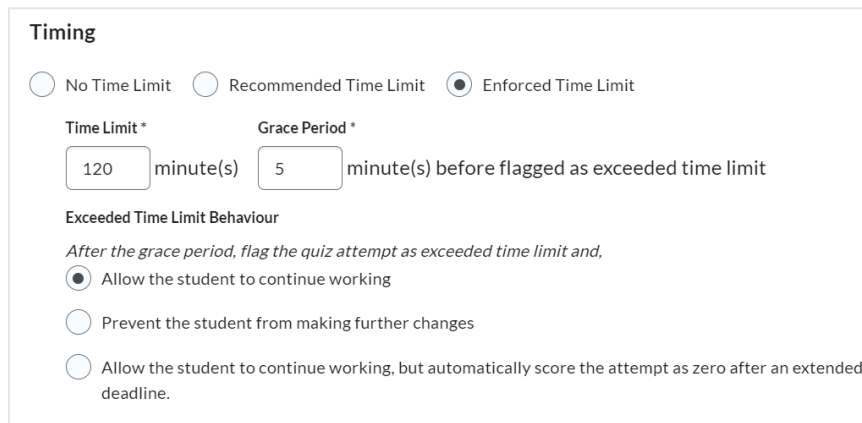 Timing
No Time Limit Recommended Time Limit Enforced Time Limit
Time Limit * Grace Period *
120 minute(s) 5 minute(s) before flagged as exceeded time limit
Exceeded Time Limit Behaviour
After the grace period, flag the quiz attempt as exceeded time limit and,
Allow the student to continue working
Prevent the student from making further changes
Allow the student to continue working, but automatically score the attempt as zero after an extended
deadline.